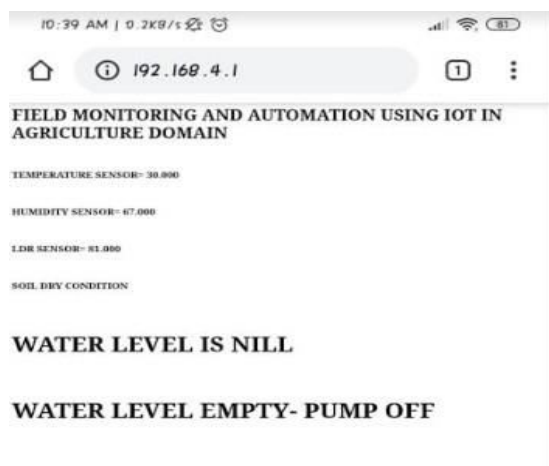 10:39 AM | 0.2KB/s
81
192.168.4.1
1
FIELD MONITORING AND AUTOMATION USING IOT IN
AGRICULTURE DOMAIN
TEMPERATURE SENSOR= 30.000
HUMIDITY SENSOR= 67.000
LDR SENSOR= 81.000
SOIL DRY CONDITION
WATER LEVEL IS NILL
WATER LEVEL EMPTY- PUMP OFF